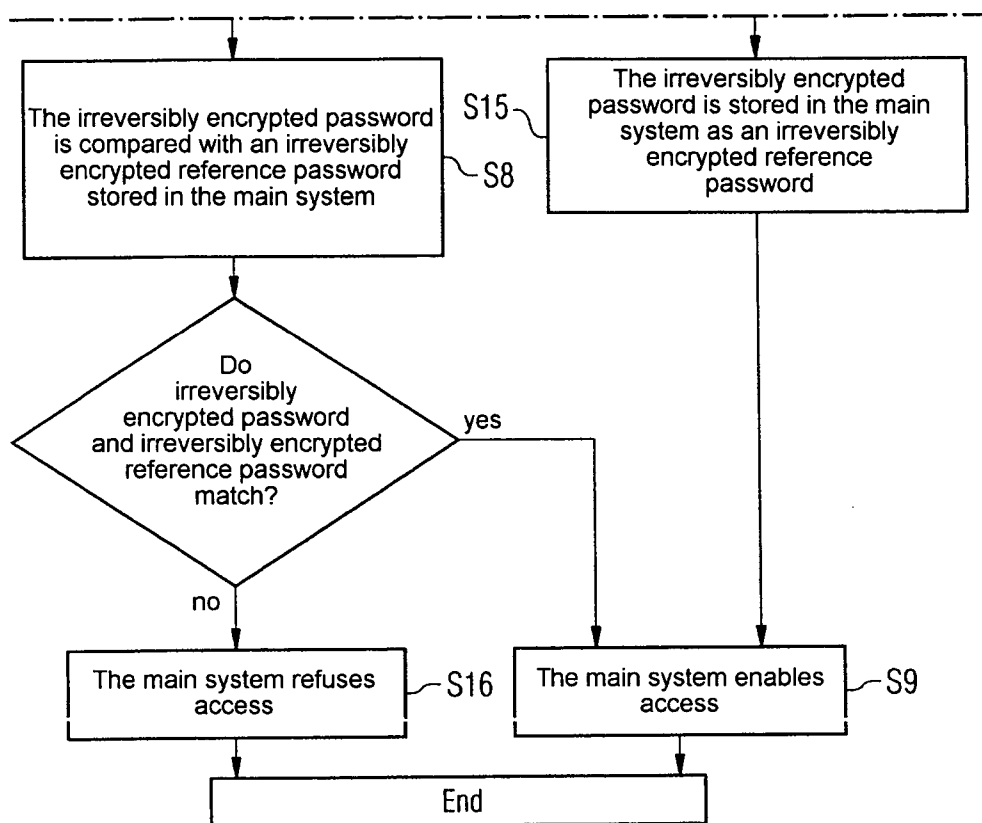 The irreversibly encrypted password
is compared with an irreversibly
encrypted reference password
stored in the main system
S8
S15
The irreversibly encrypted
password is stored in the main
system as an irreversibly
encrypted reference
password
Do
irreversibly
encrypted password
and irreversibly encrypted
reference password
match?
yes
no
The main system refuses
access
S16
The main system enables
access
S9
End